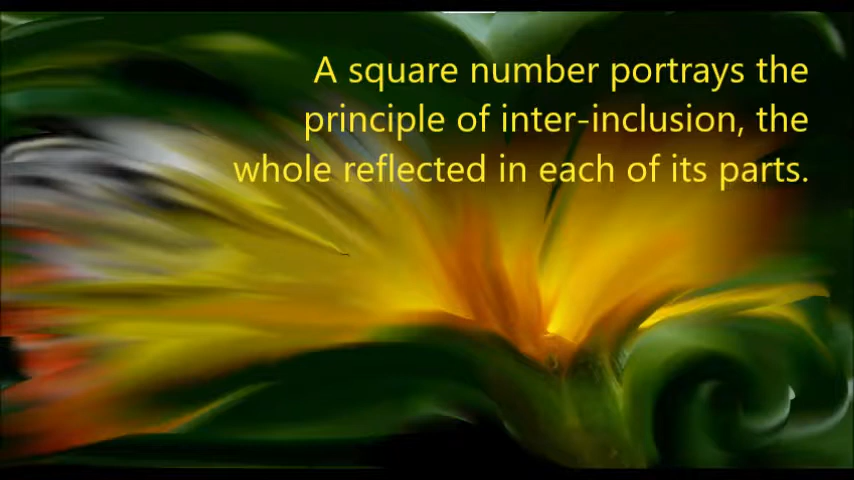 A square number portrays the
principle of inter-inclusion, the
whole reflected in each of its parts.